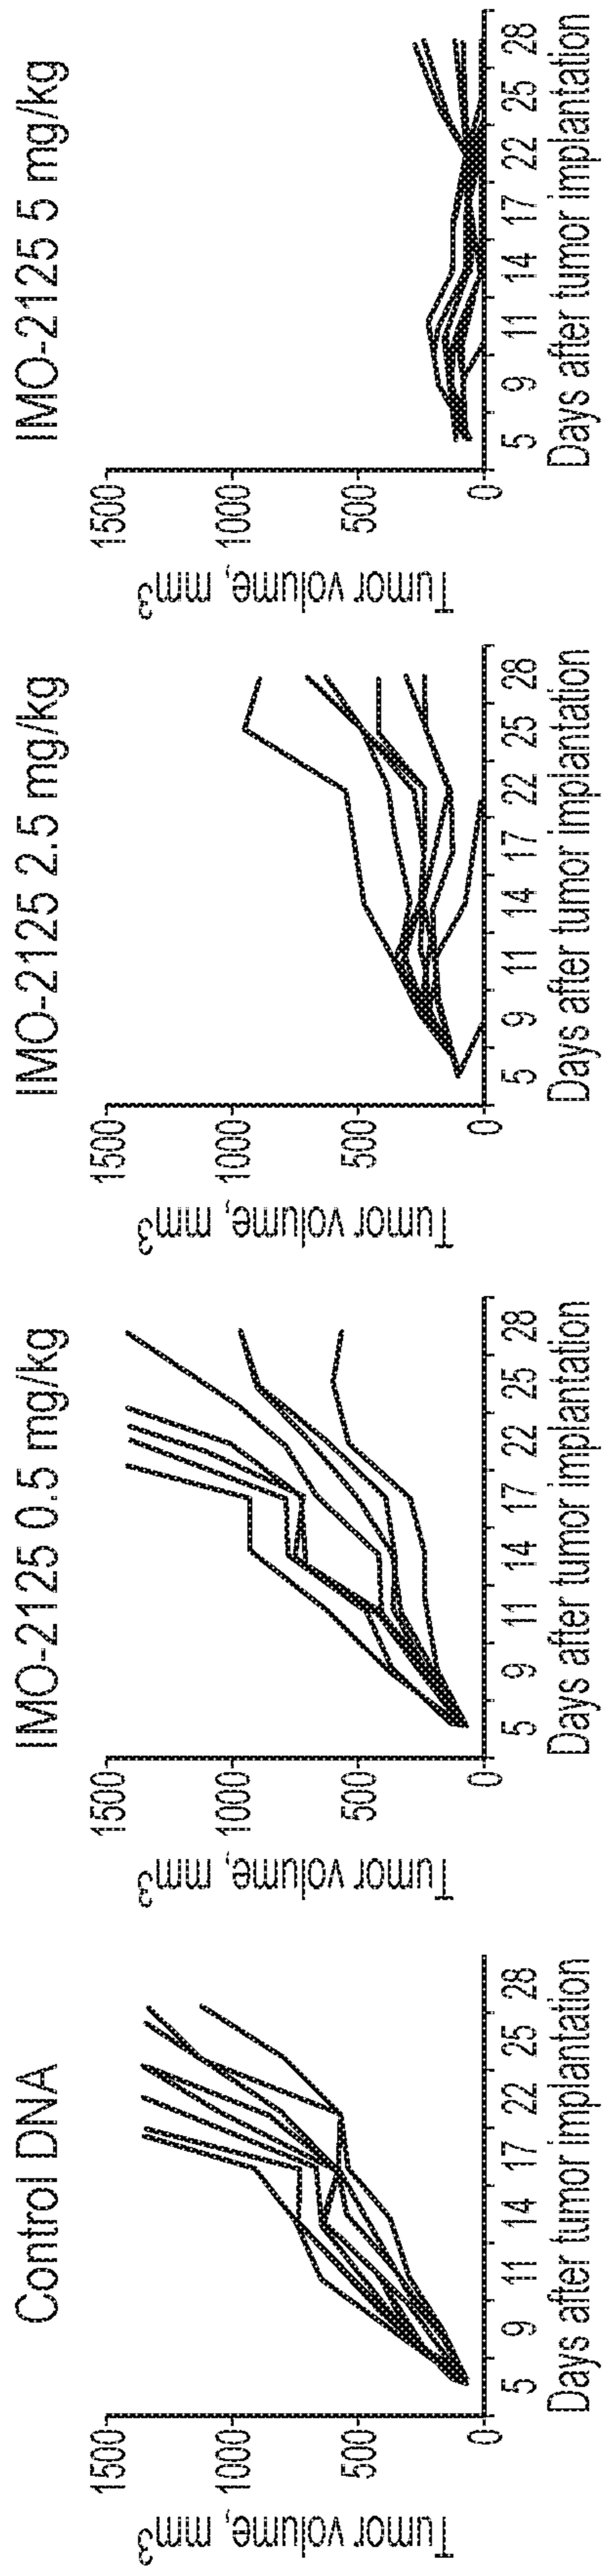 Control DNA
Tumor volume, mm³
1500
1000
500
0
5 9 11 14 17 22 25 28
Days after tumor implantation
IMO-2125 0.5 mg/kg
Tumor volume, mm³
1500
1000
500
0
5 9 11 14 17 22 25 28
Days after tumor implantation
IMO-2125 2.5 mg/kg
Tumor volume, mm³
1500
1000
500
0
5 9 11 14 17 22 25 28
Days after tumor implantation
IMO-2125 5 mg/kg
Tumor volume, mm³
1500
1000
500
0
5 9 11 14 17 22 25 28
Days after tumor implantation